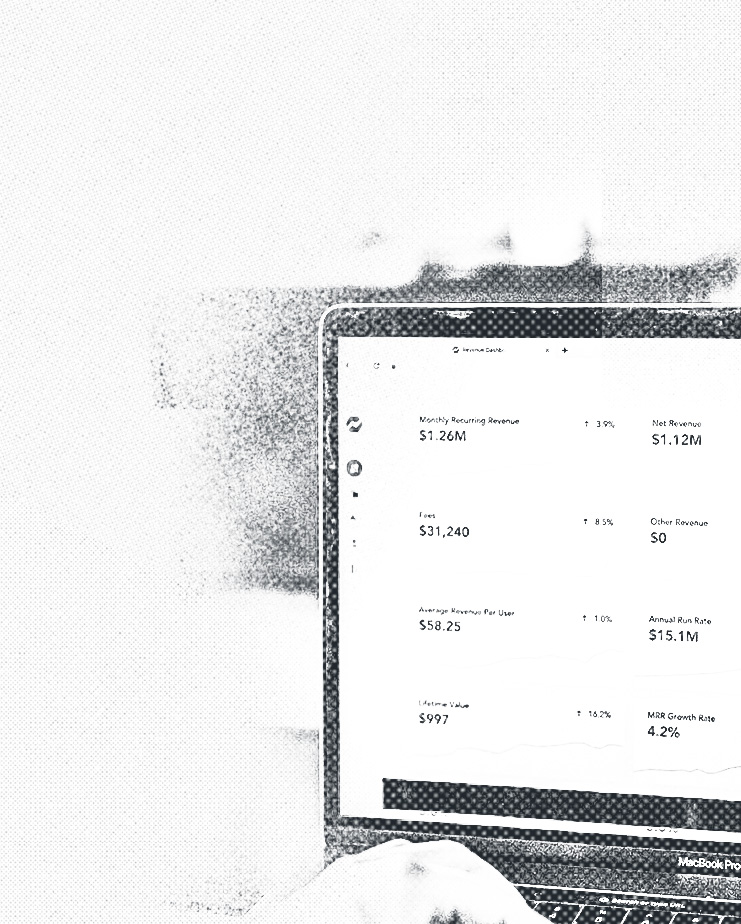 Revenue Dashb
Monthly Recurring Revenue
↑ 3.9%
$1.26M
Net Revenue
$1.12M
Fees
↑ 8.5%
$31,240
Other Revenue
$0
Average Revenue Per User
↑ 1.0%
$58.25
Annual Run Rate
$15.1M
Lifetime Value
↑ 16.2%
$997
MRR Growth Rate
4.2%
MacBook Pro